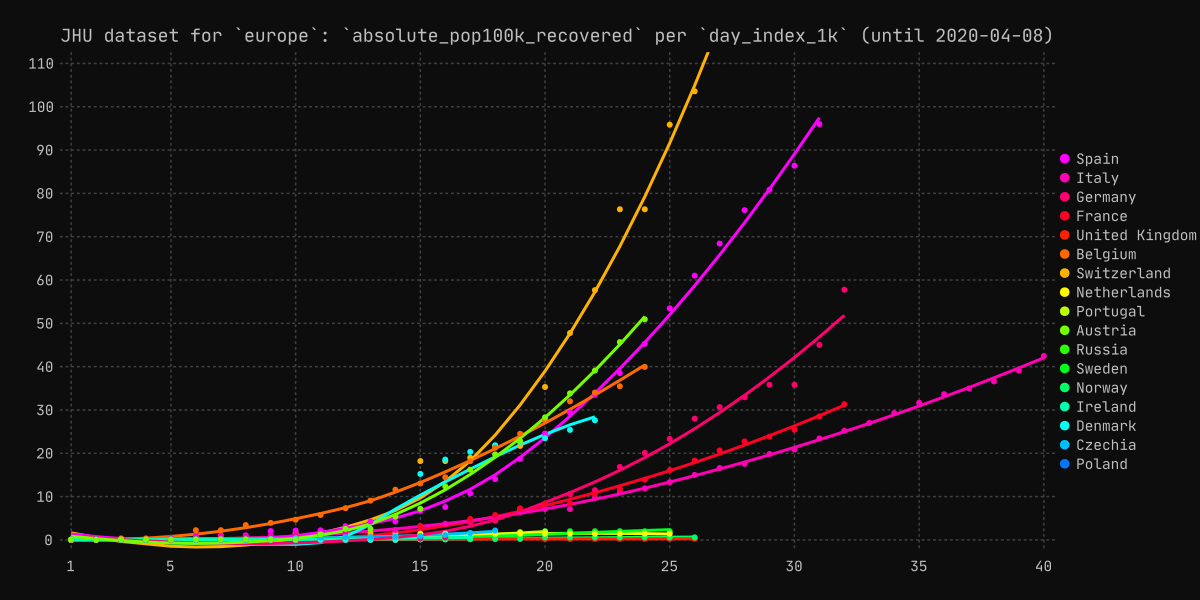 JHU dataset for `europe`: `absolute_pop100k_recovered` per `day_index_1k` (until 2020-04-08)
110
100
90
80
70
60
50
40
30
20
10
0
1 5 10 15 20 25 30 35 40
Spain
Italy
Germany
France
United Kingdom
Belgium
Switzerland
Netherlands
Portugal
Austria
Russia
Sweden
Norway
Ireland
Denmark
Czechia
Poland